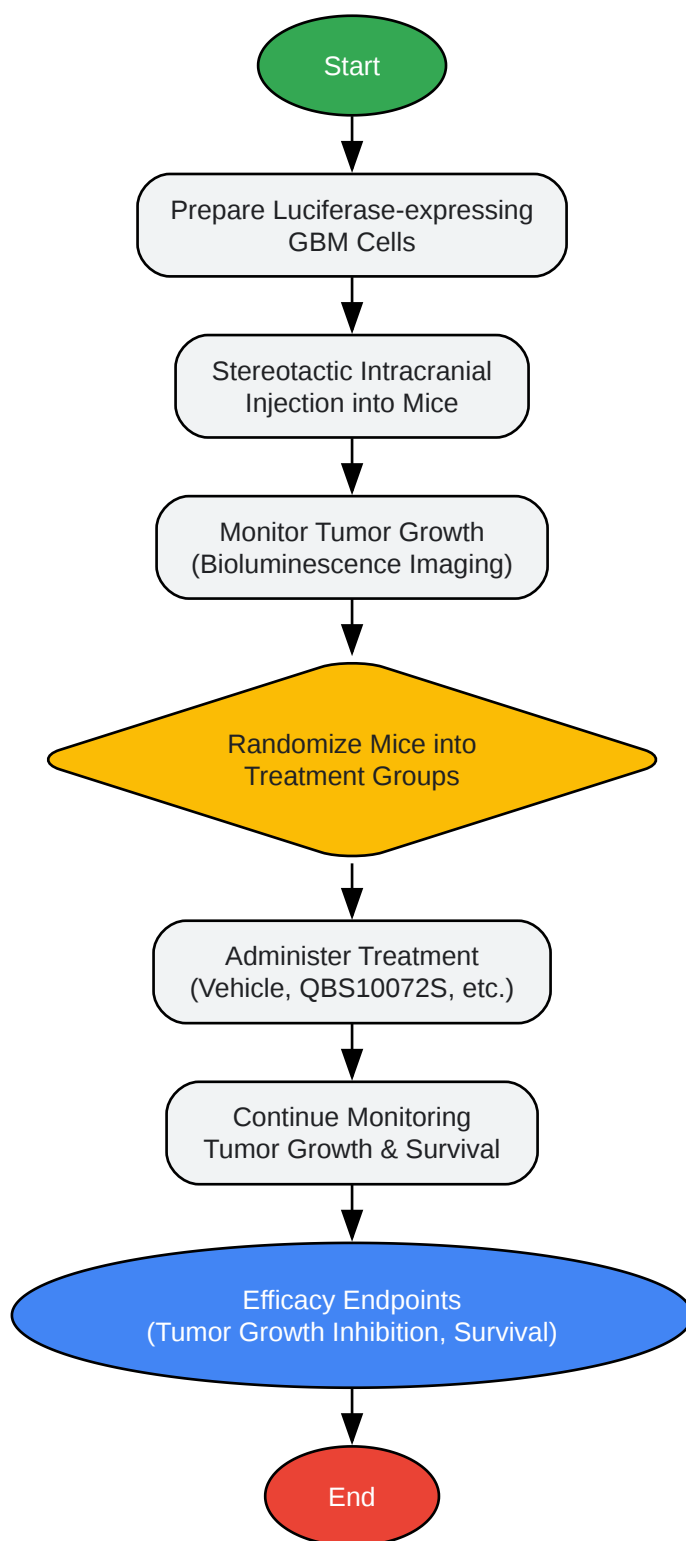 Start
Prepare Luciferase-expressing
GBM Cells
Stereotactic Intracranial
Injection into Mice
Monitor Tumor Growth
(Bioluminescence Imaging)
Randomize Mice into
Treatment Groups
Administer Treatment
(Vehicle, QBS10072S, etc.)
Continue Monitoring
Tumor Growth & Survival
Efficacy Endpoints
(Tumor Growth Inhibition, Survival)
End